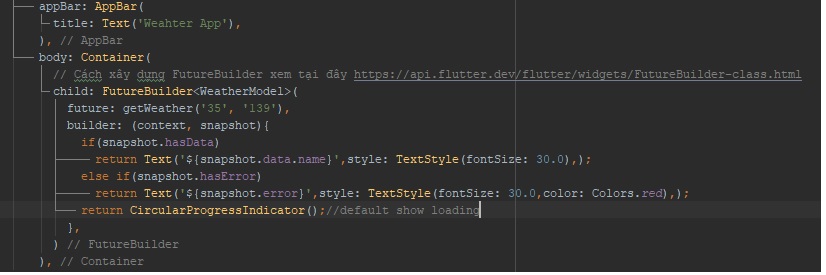 appBar: AppBar(
title: Text('Weahter App'),
), // AppBar
body: Container(
// Cách xây dựng FutureBuilder xem tại đây https://api.flutter.dev/flutter/widgets/FutureBuilder-class.html
child: FutureBuilder<WeatherModel>(
future: getWeather('35', '139'),
builder: (context, snapshot){
if(snapshot.hasData)
return Text('${snapshot.data.name}',style: TextStyle(fontSize: 30.0),);
else if(snapshot.hasError)
return Text('${snapshot.error}',style: TextStyle(fontSize: 30.0,color: Colors.red),);
return CircularProgressIndicator();//default show loading
},
) // FutureBuilder
), // Container